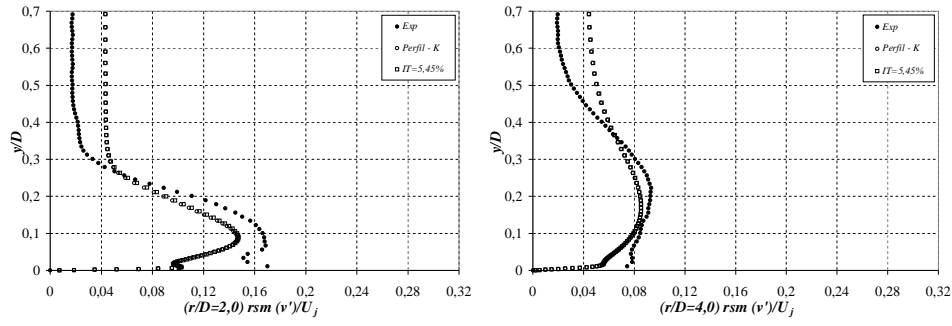 0,7
0,6
0,5
0,4
0,3
0,2
0,1
0
y/D
0 0,04 0,08 0,12 0,16 0,2 0,24 0,28 0,32
(r/D=2,0) rsm (v')/Uj
Exp
Perfil - K
IT=5,45%
0,7
0,6
0,5
0,4
0,3
0,2
0,1
0
y/D
0 0,04 0,08 0,12 0,16 0,2 0,24 0,28 0,32
(r/D=4,0) rsm (v')/Uj
Exp
Perfil - K
IT=5,45%